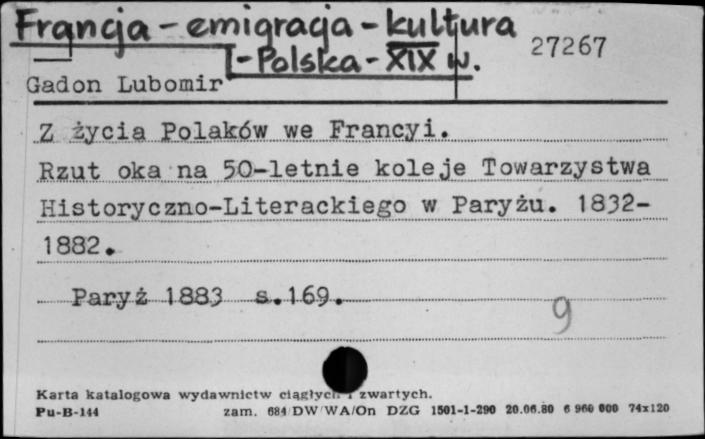 Francja - emigracja - kultura
27267
I - Polska - XIX w.
Gadon Lubomir
Z życia Polaków we Francyi.
Rzut oka na 50-letnie koleje Towarzystwa
Historyczno-Literackiego w Paryżu. 1832-
1882.
Paryż 1883 s.169.
9
Karta katalogowa wydawnictw ciągłych i zwartych.
Pu-B-144 zam. 684/DW/WA/On DZG 1501-1-290 20.06.80 6 960 000 74x120